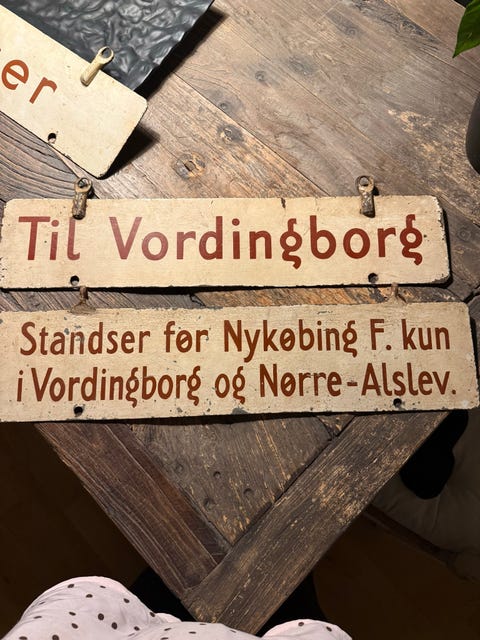 er
Til Vordingborg
Standser før Nykøbing F. kun
i Vordingborg og Nørre-Alslev.